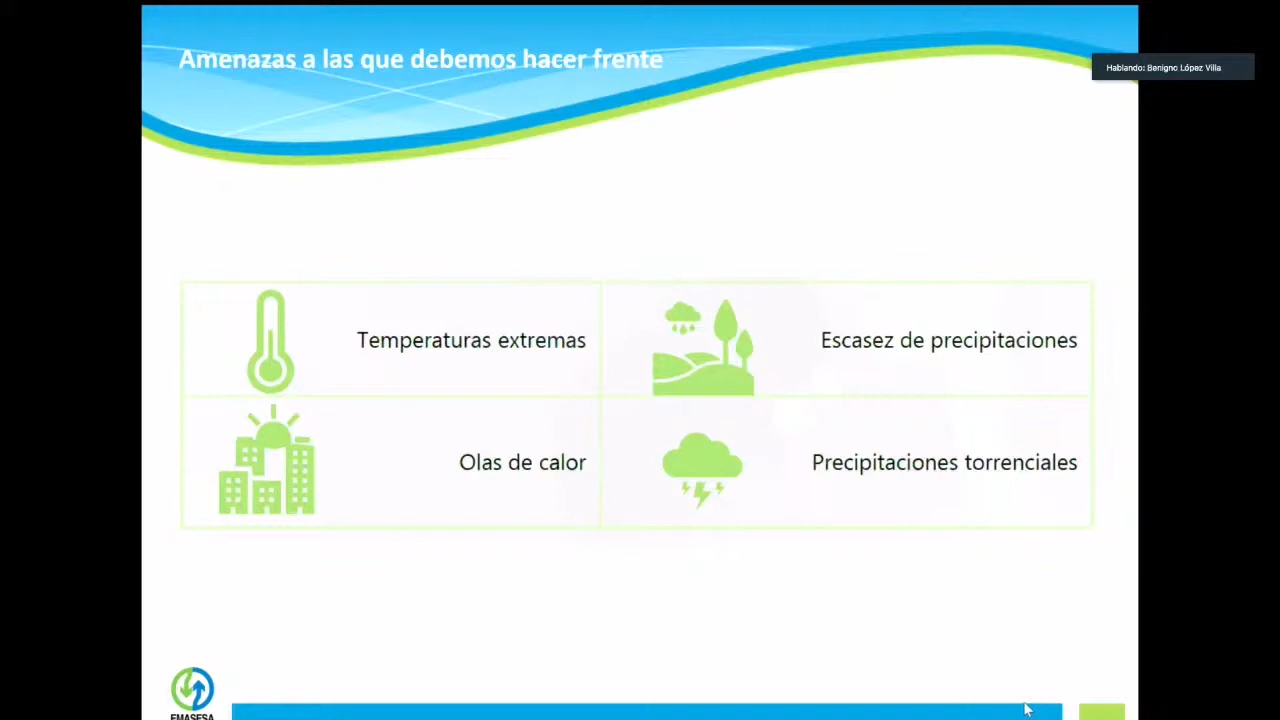 Amenazas a las que debemos hacer frente
Hablando: Benigno López Villa
Temperaturas extremas
Escasez de precipitaciones
Olas de calor
Precipitaciones torrenciales
EMASESA